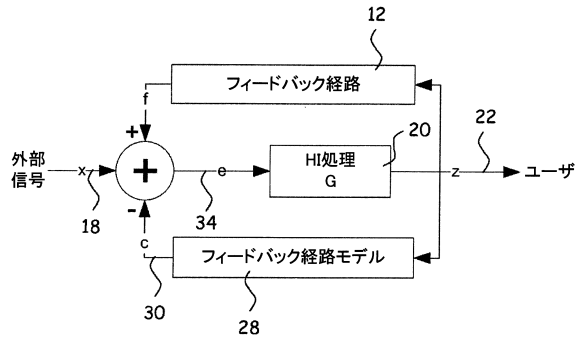 12
フィードバック経路
f
+
20
22
外部
信号
x
+
e
HI処理
G
z
ユーザ
18
-
34
c
フィードバック経路モデル
30
28